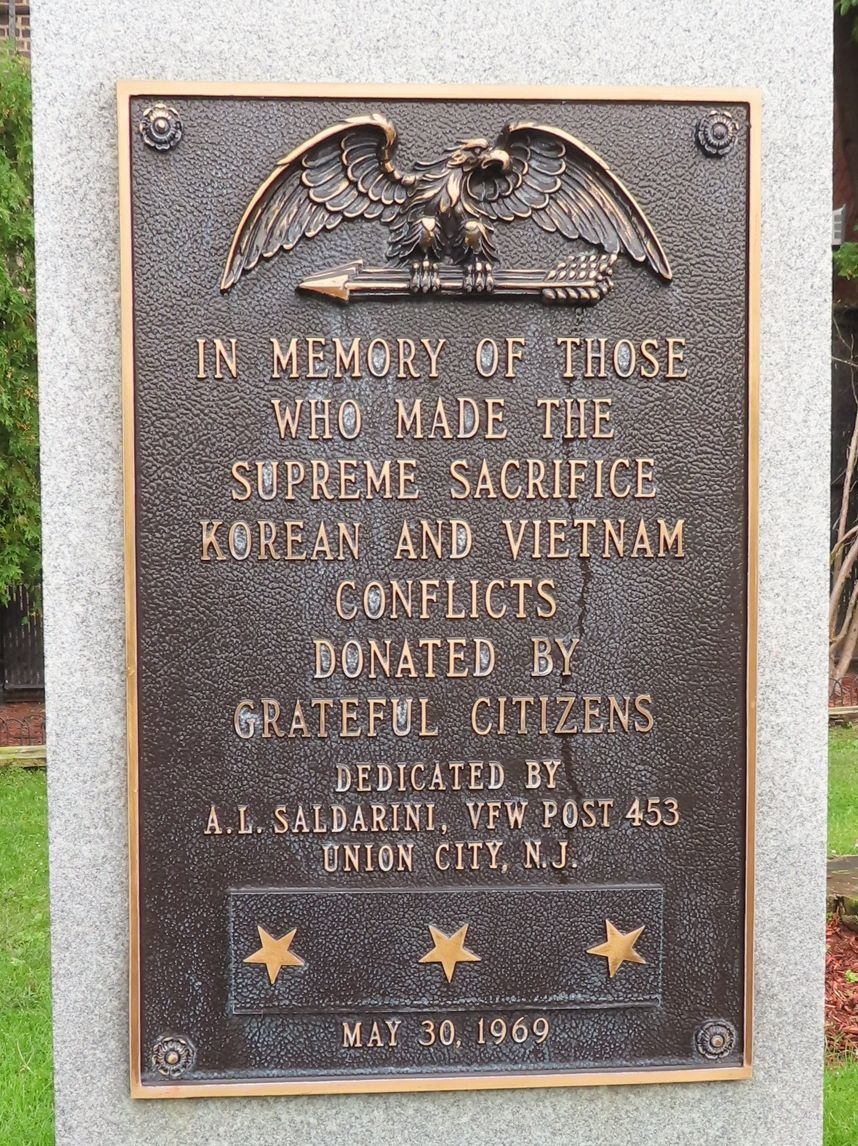 IN MEMORY OF THOSE
WHO MADE THE
SUPREME SACRIFICE
KOREAN AND VIETNAM
CONFLICTS
DONATED BY
GRATEFUL CITIZENS
DEDICATED BY
A.L. SALDARINI, VFW POST 453
UNION CITY, N.J.
MAY 30, 1969